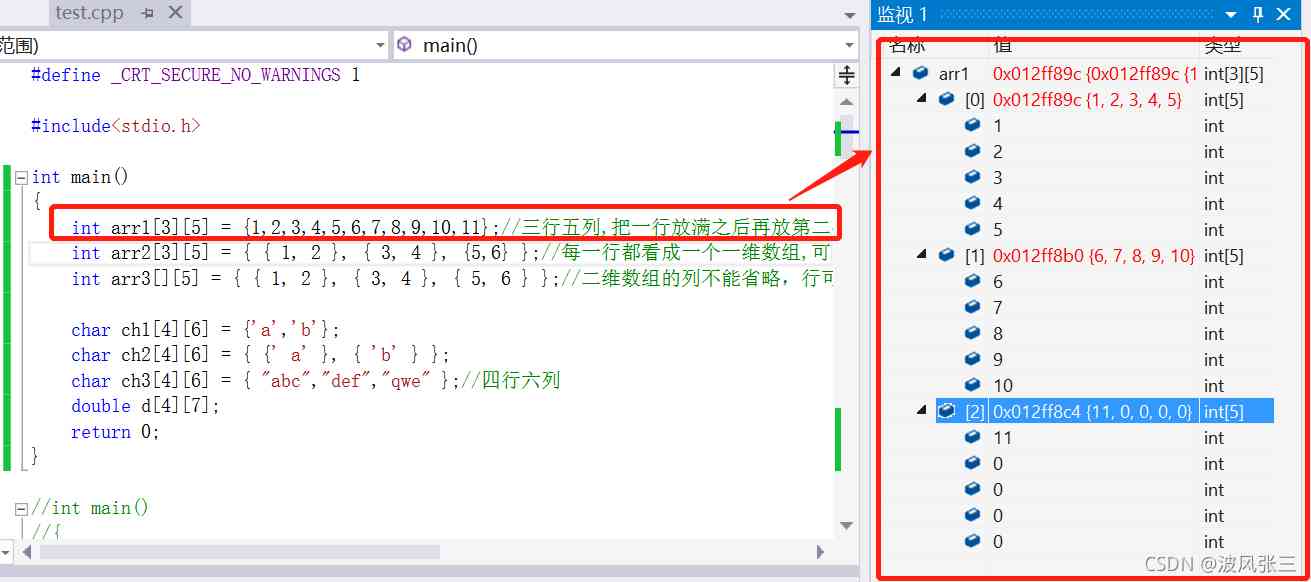 test.cpp
范围)
main()
#define _CRT_SECURE_NO_WARNINGS 1
#include<stdio.h>
int main()
{
int arr1[3][5] = {1,2,3,4,5,6,7,8,9,10,11};//三行五列,把一行放满之后再放第二
int arr2[3][5] = { { 1, 2 }, { 3, 4 }, {5,6} };//每一行都看成一个一维数组,可
int arr3[][5] = { { 1, 2 }, { 3, 4 }, { 5, 6 } };//二维数组的列不能省略，行可
char ch1[4][6] = {'a','b'};
char ch2[4][6] = { {' a' }, { 'b' } };
char ch3[4][6] = { "abc","def","qwe" };//四行六列
double d[4][7];
return 0;
}
//int main()
//{
监视 1
名称 值 类型
arr1 0x012ff89c {0x012ff89c {1 int[3][5]
[0] 0x012ff89c {1, 2, 3, 4, 5} int[5]
1 int
2 int
3 int
4 int
5 int
[1] 0x012ff8b0 {6, 7, 8, 9, 10} int[5]
6 int
7 int
8 int
9 int
10 int
[2] 0x012ff8c4 {11, 0, 0, 0, 0} int[5]
11 int
0 int
0 int
0 int
0 int
CSDN @波风张三